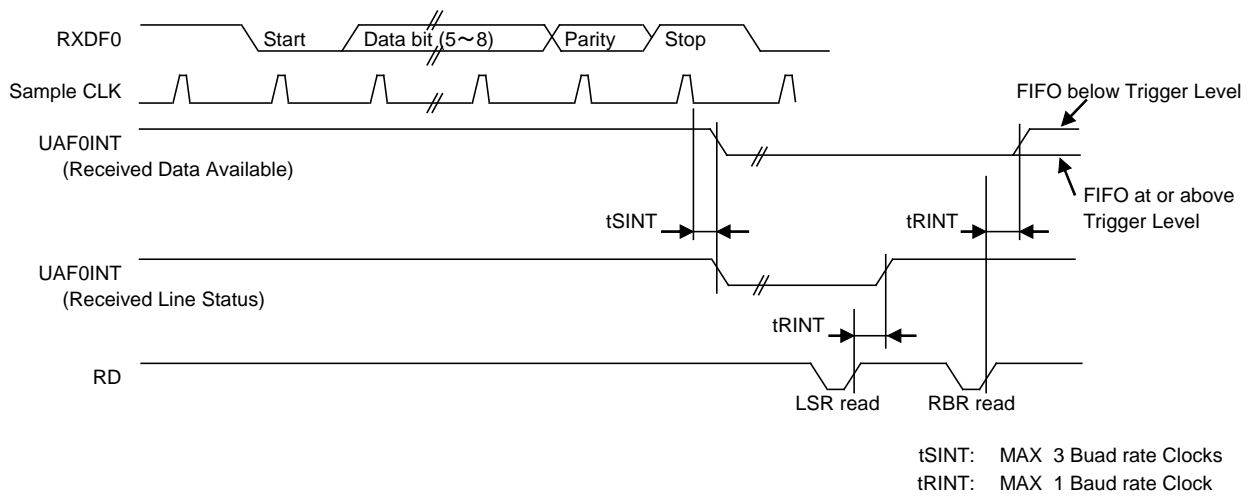 RXDF0
Start
Data bit (5～8)
Parity
Stop
Sample CLK
FIFO below Trigger Level
UAF0INT
(Received Data Available)
FIFO at or above
Trigger Level
tSINT
tRINT
UAF0INT
(Received Line Status)
tRINT
RD
LSR read
RBR read
tSINT: MAX 3 Buad rate Clocks
tRINT: MAX 1 Baud rate Clock